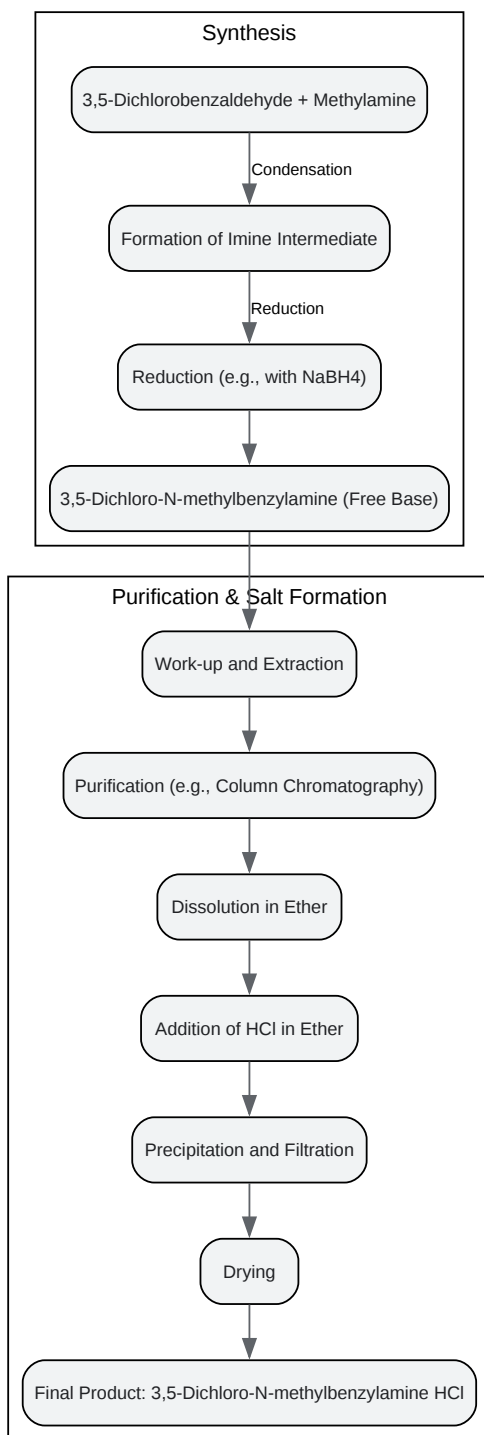 Synthesis
3,5-Dichlorobenzaldehyde + Methylamine
Condensation
Formation of Imine Intermediate
Reduction
Reduction (e.g., with NaBH4)
3,5-Dichloro-N-methylbenzylamine (Free Base)
Purification & Salt Formation
Work-up and Extraction
Purification (e.g., Column Chromatography)
Dissolution in Ether
Addition of HCl in Ether
Precipitation and Filtration
Drying
Final Product: 3,5-Dichloro-N-methylbenzylamine HCl